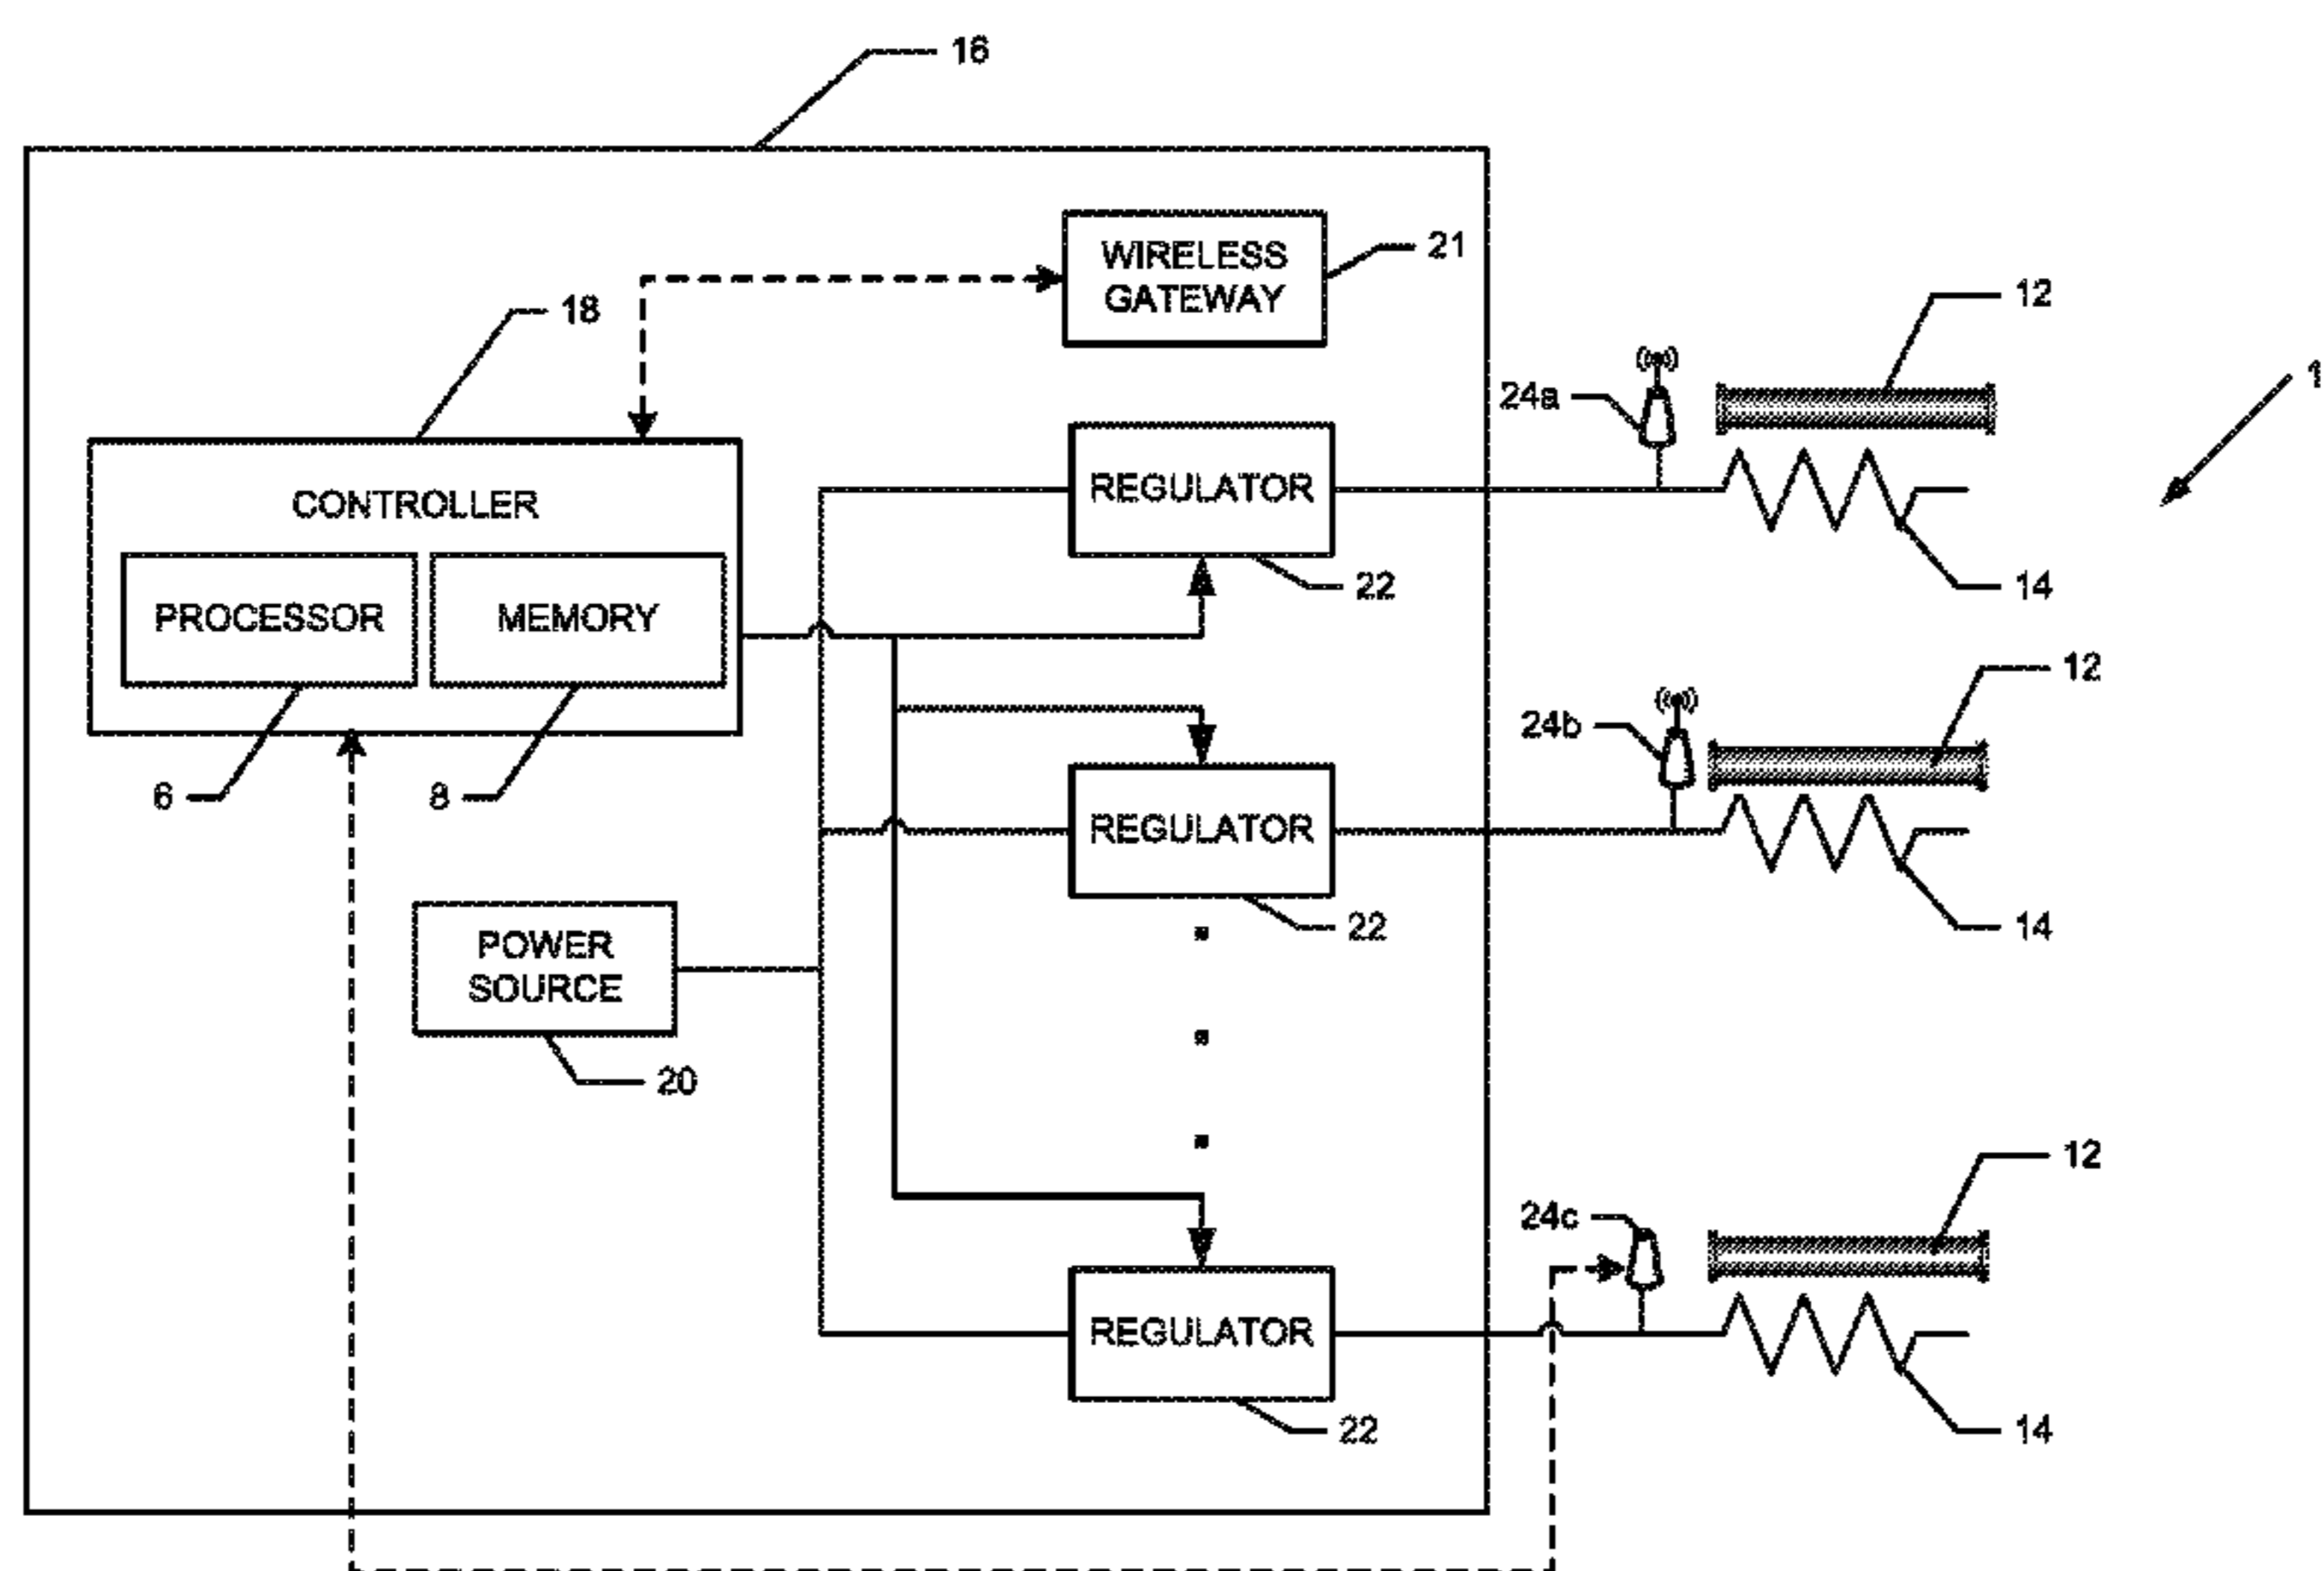 16
WIRELESS
GATEWAY
21
12
18
24a
1
CONTROLLER
REGULATOR
PROCESSOR
MEMORY
22
14
12
24b
6
8
REGULATOR
22
14
POWER
SOURCE
20
12
24c
REGULATOR
22
14